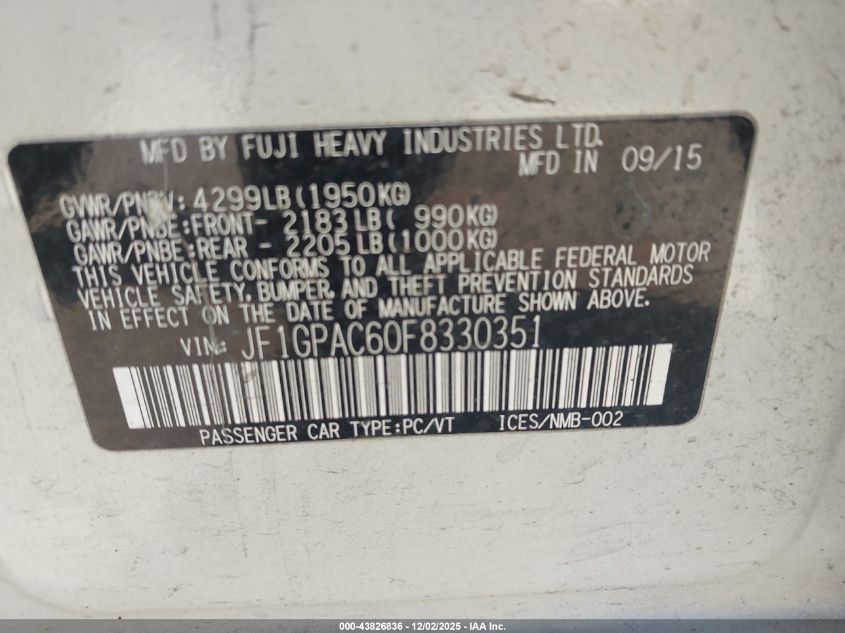 MFD BY FUJI HEAVY INDUSTRIES LTD.
MFD IN 09/15
GVWR/PNBV: 4299LB(1950KG)
GAWR/PNBE:FRONT- 2183LB( 990KG)
GAWR/PNBE:REAR - 2205LB(1000KG)
THIS VEHICLE CONFORMS TO ALL APPLICABLE FEDERAL MOTOR
VEHICLE SAFETY, BUMPER, AND THEFT PREVENTION STANDARDS
IN EFFECT ON THE DATE OF MANUFACTURE SHOWN ABOVE.
VIN: JF1GPAC60F8330351
PASSENGER CAR TYPE:PC/VT ICES/NMB-002
000-43826836 - 12/02/2025 - IAA Inc.